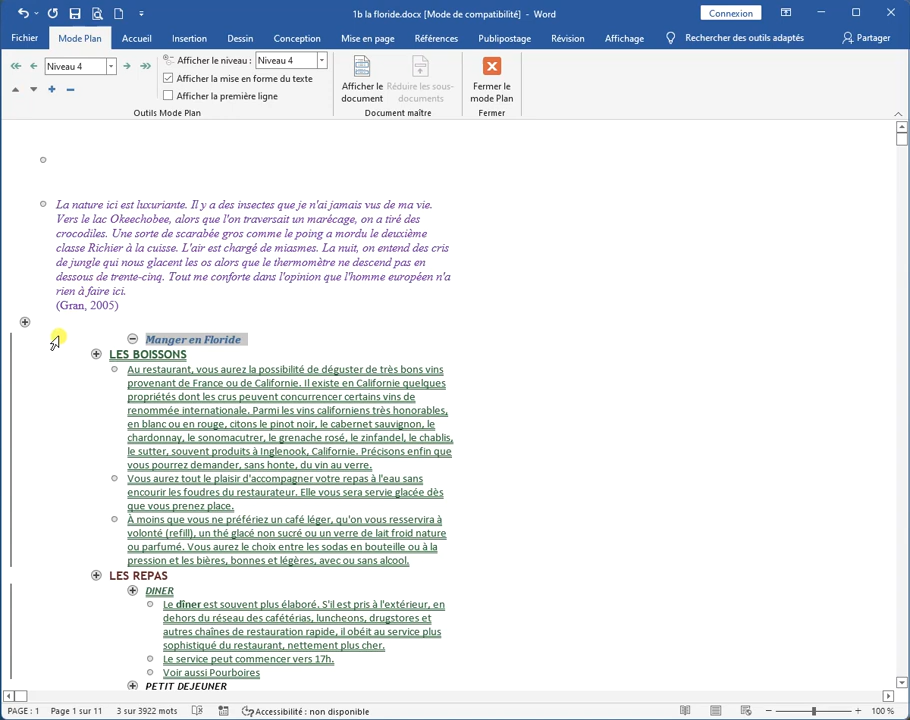 1b la floride.docx [Mode de compatibilité] - Word
Connexion
Fichier
Mode Plan
Accueil
Insertion
Dessin
Conception
Mise en page
Références
Publipostage
Révision
Affichage
Rechercher des outils adaptés
Partager
Niveau 4
Afficher le niveau :
Niveau 4
Afficher la mise en forme du texte
Afficher la première ligne
Outils Mode Plan
Afficher le
document
Réduire les sous-
documents
Document maître
Fermer le
mode Plan
Fermer
La nature ici est luxuriante. Il y a des insectes que je n'ai jamais vus de ma vie.
Vers le lac Okeechobee, alors que l'on traversait un marécage, on a tiré des
crocodiles. Une sorte de scarabée gros comme le poing a mordu le deuxième
classe Richier à la cuisse. L'air est chargé de miasmes. La nuit, on entend des cris
de jungle qui nous glacent les os alors que le thermomètre ne descend pas en
dessous de trente-cinq. Tout me conforte dans l'opinion que l'homme européen n'a
rien à faire ici.
(Gran, 2005)
Manger en Floride
LES BOISSONS
Au restaurant, vous aurez la possibilité de déguster de très bons vins
provenant de France ou de Californie. Il existe en Californie quelques
propriétés dont les crus peuvent concurrencer certains vins de
renommée internationale. Parmi les vins californiens très honorables,
en blanc ou en rouge, citons le pinot noir, le cabernet sauvignon, le
chardonnay, le sonomacutrer, le grenache rosé, le zinfandel, le chablis,
le sutter, souvent produits à Inglenook, Californie. Précisons enfin que
vous pourrez demander, sans honte, du vin au verre.
Vous aurez tout le plaisir d'accompagner votre repas à l'eau sans
encourir les foudres du restaurateur. Elle vous sera servie glacée dès
que vous prenez place.
À moins que vous ne préfériez un café léger, qu'on vous resservira à
volonté (refill), un thé glacé non sucré ou un verre de lait froid nature
ou parfumé. Vous aurez le choix entre les sodas en bouteille ou à la
pression et les bières, bonnes et légères, avec ou sans alcool.
LES REPAS
DINER
Le dîner est souvent plus élaboré. S'il est pris à l'extérieur, en
dehors du réseau des cafétérias, luncheons, drugstores et
autres chaînes de restauration rapide, il obéit au service plus
sophistiqué du restaurant, nettement plus cher.
Le service peut commencer vers 17h.
Voir aussi Pourboires
PETIT DEJEUNER
PAGE : 1
Page 1 sur 11
3 sur 3922 mots
Accessibilité : non disponible
100 %